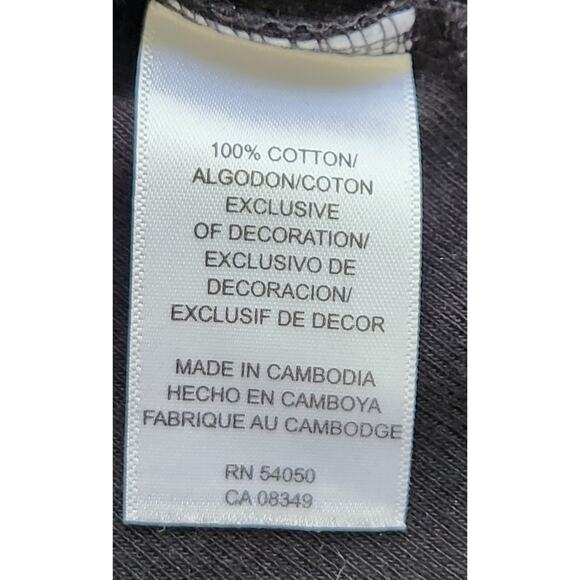 100% COTTON/
ALGODON/COTON
EXCLUSIVE
OF DECORATION/
EXCLUSIVO DE
DECORACION/
EXCLUSIF DE DECOR
MADE IN CAMBODIA
HECHO EN CAMBOYA
FABRIQUE AU CAMBODGE
RN 54050
CA 08349